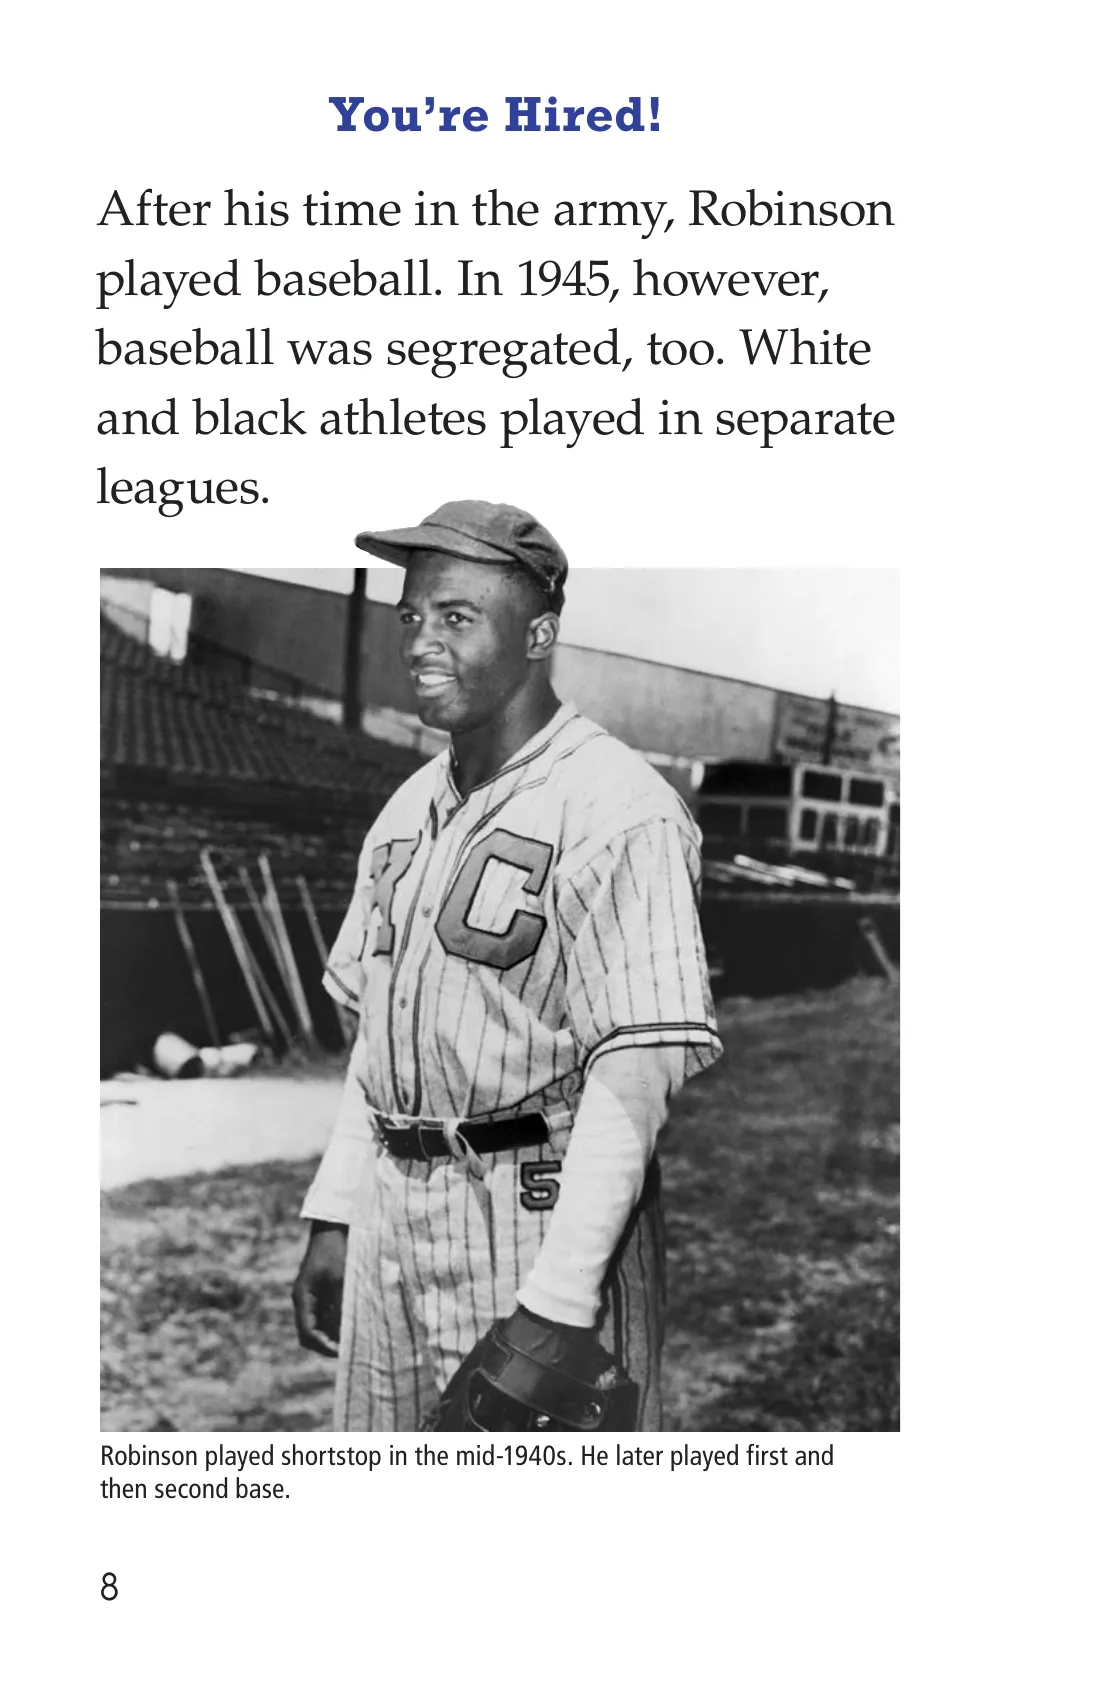 You’re Hired!
After his time in the army, Robinson
played baseball. In 1945, however,
baseball was segregated, too. White
and black athletes played in separate
leagues.
K C
5
Robinson played shortstop in the mid-1940s. He later played first and
then second base.
8